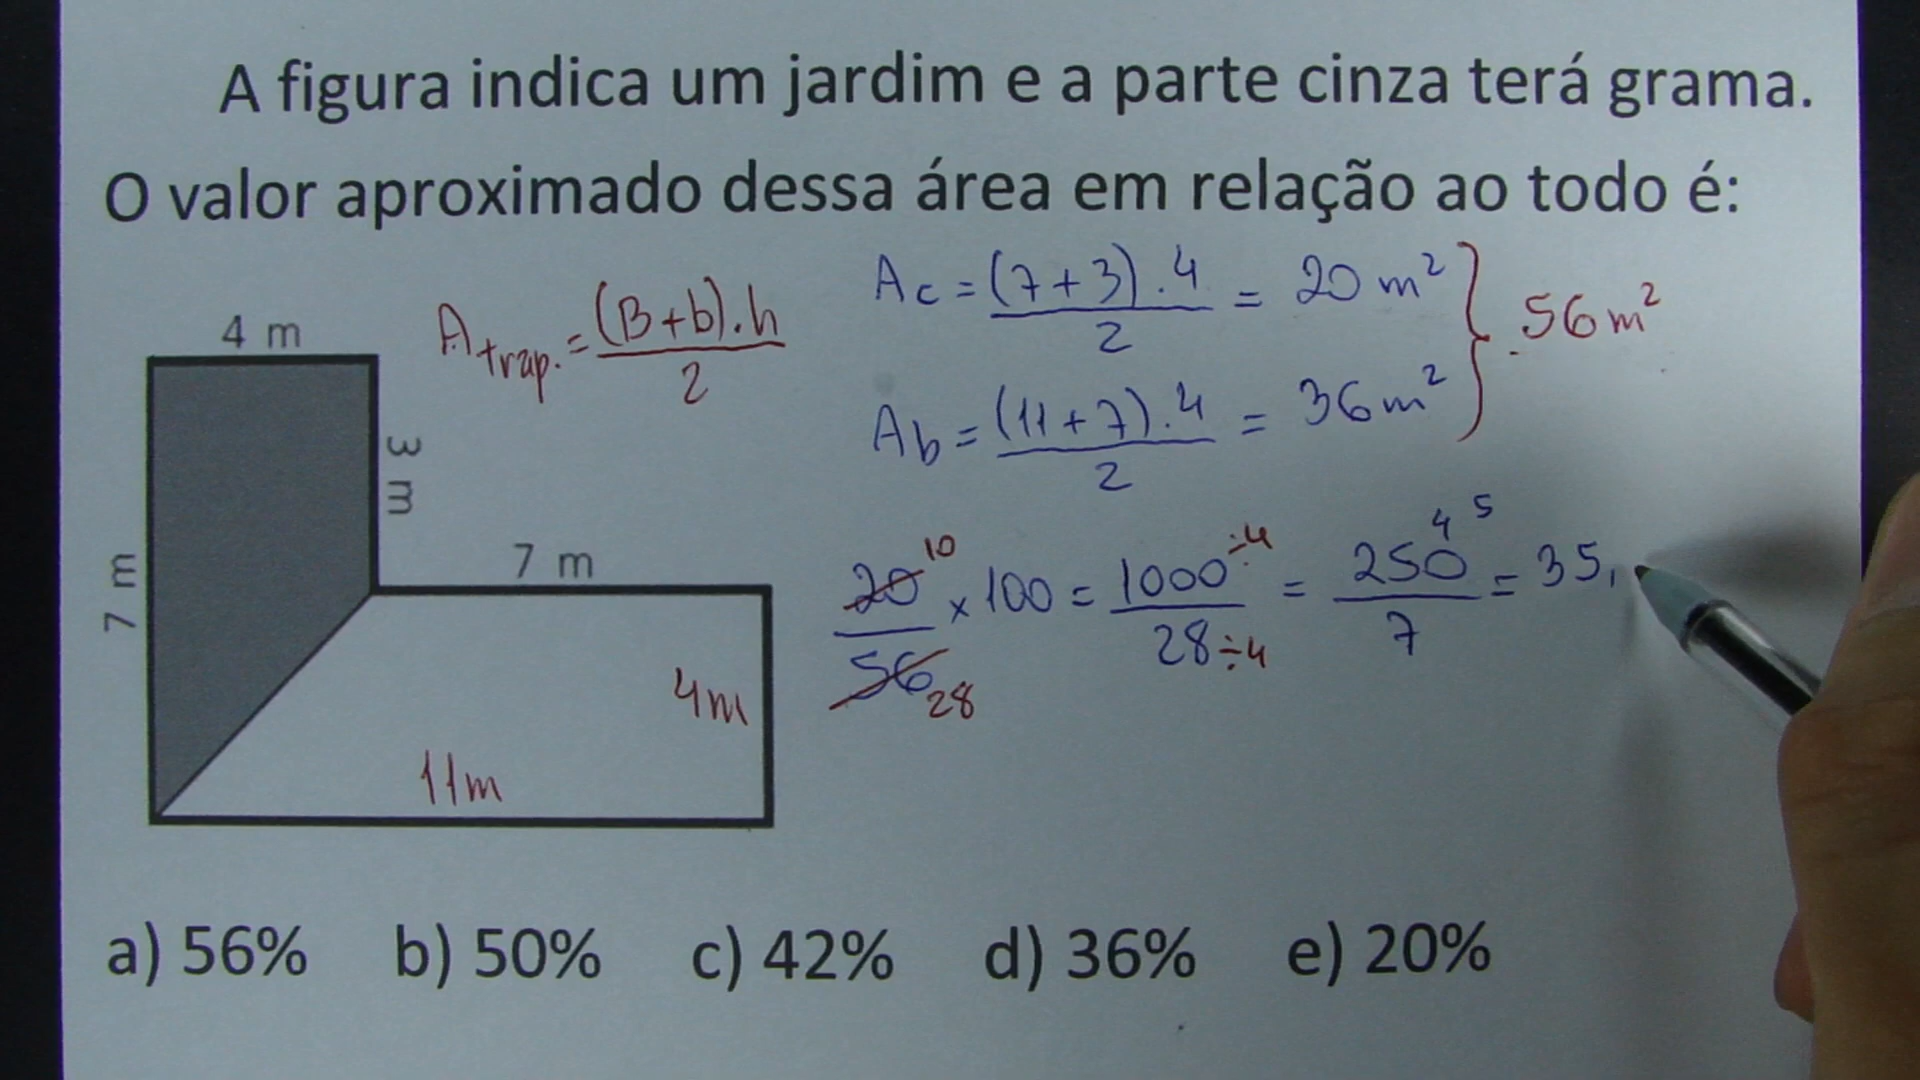 A figura indica um jardim e a parte cinza terá grama.
O valor aproximado dessa área em relação ao todo é:
4 m
3 m
7 m
7 m
4m
11m
A trap. = (B+b).h / 2
Ac = (7+3).4 / 2 = 20 m²
Ab = (11+7).4 / 2 = 36 m²
56 m²
20 10 / 56 28 x 100 = 1000 ÷4 / 28 ÷4 = 250 4 5 / 7 = 35,
a) 56% b) 50% c) 42% d) 36% e) 20%